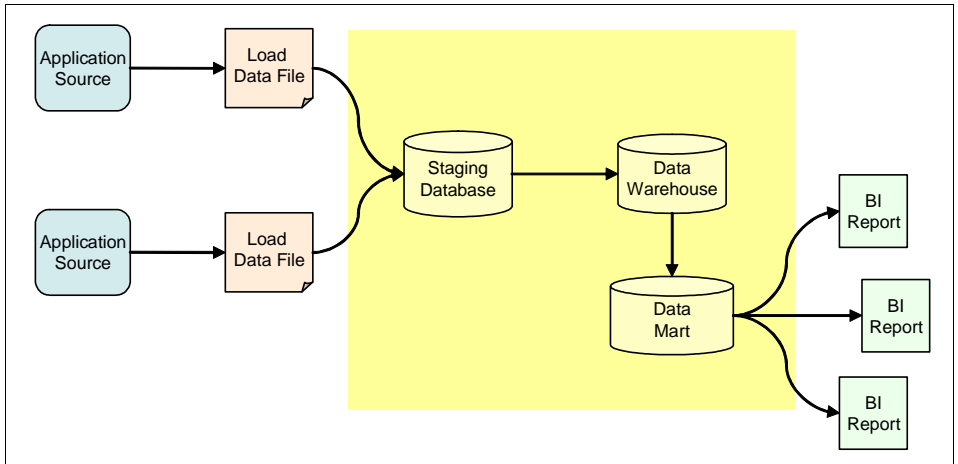 Application
Source
Load
Data File
Staging
Database
Data
Warehouse
BI
Report
Application
Source
Load
Data File
Data
Mart
BI
Report
BI
Report